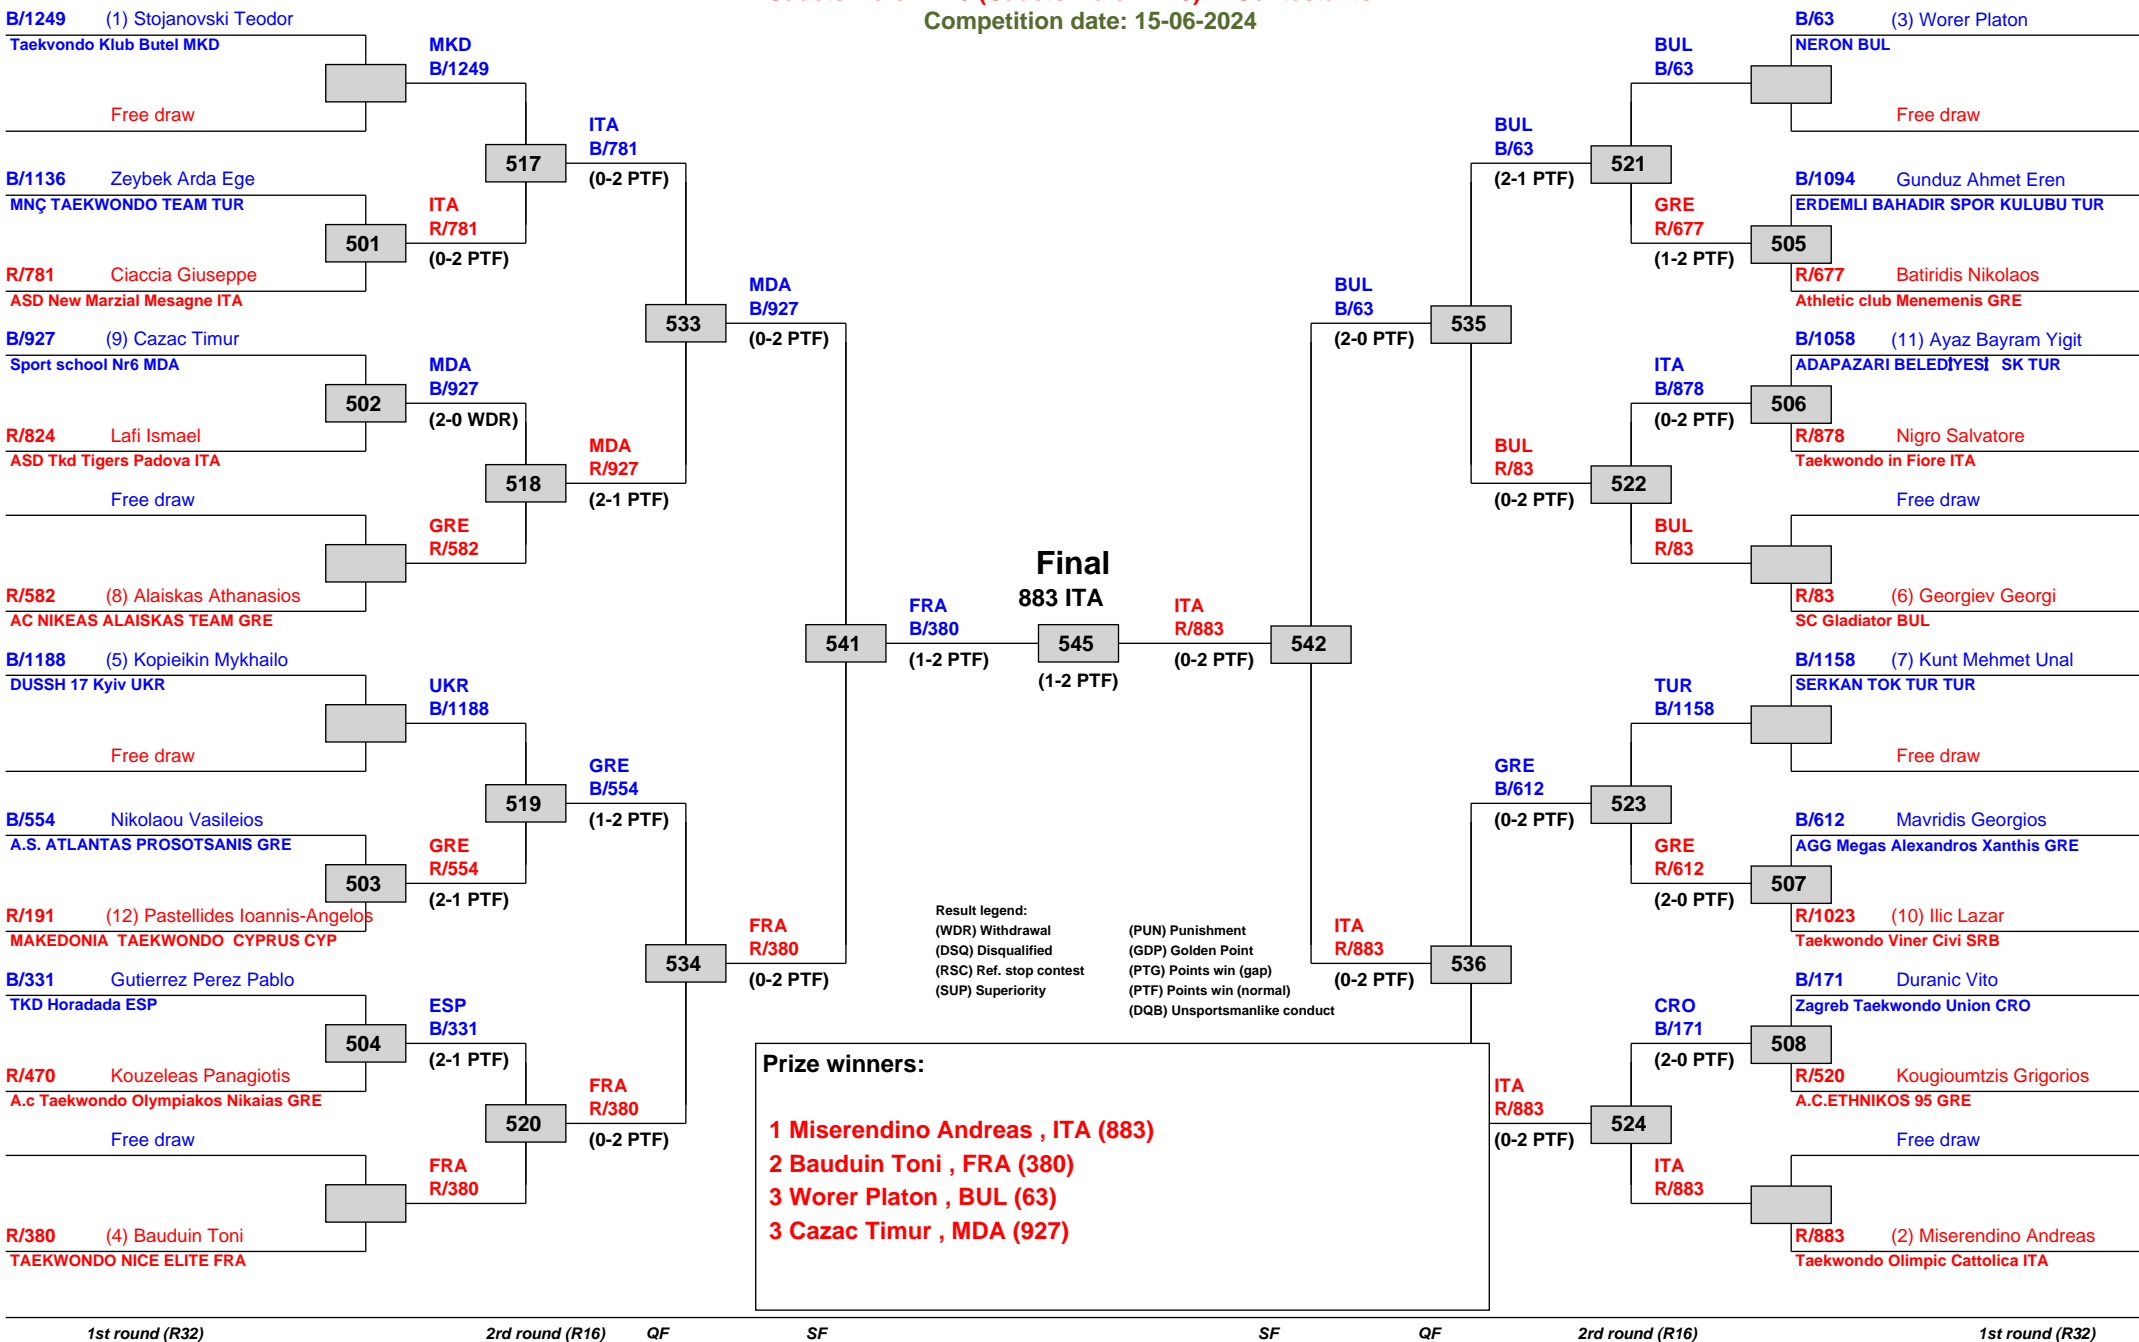 Competition date: 15-06-2024
B/1249 (1) Stojanovski Teodor
Taekvondo Klub Butel MKD
Free draw
B/1136 Zeybek Arda Ege
MNÇ TAEKWONDO TEAM TUR
501
R/781 Ciaccia Giuseppe
ASD New Marzial Mesagne ITA
B/927 (9) Cazac Timur
Sport school Nr6 MDA
502
R/824 Lafi Ismael
ASD Tkd Tigers Padova ITA
Free draw
R/582 (8) Alaiskas Athanasios
AC NIKEAS ALAISKAS TEAM GRE
B/1188 (5) Kopieikin Mykhailo
DUSSH 17 Kyiv UKR
Free draw
B/554 Nikolaou Vasileios
A.S. ATLANTAS PROSOTSANIS GRE
503
R/191 (12) Pastellides Ioannis-Angelos
MAKEDONIA TAEKWONDO CYPRUS CYP
B/331 Gutierrez Perez Pablo
TKD Horadada ESP
504
R/470 Kouzeleas Panagiotis
A.c Taekwondo Olympiakos Nikaias GRE
Free draw
R/380 (4) Bauduin Toni
TAEKWONDO NICE ELITE FRA
MKD
B/1249
517
ITA
R/781
(0-2 PTF)
MDA
B/927
(2-0 WDR)
518
GRE
R/582
UKR
B/1188
519
GRE
R/554
(2-1 PTF)
ESP
B/331
(2-1 PTF)
520
FRA
R/380
ITA
B/781
(0-2 PTF)
533
MDA
R/927
(2-1 PTF)
GRE
B/554
(1-2 PTF)
534
FRA
R/380
(0-2 PTF)
MDA
B/927
(0-2 PTF)
541
FRA
R/380
(0-2 PTF)
FRA
B/380
(1-2 PTF)
Final
883 ITA
545
(1-2 PTF)
ITA
R/883
(0-2 PTF)
542
BUL
B/63
(2-0 PTF)
535
ITA
R/883
(0-2 PTF)
536
BUL
B/63
(2-1 PTF)
521
BUL
R/83
(0-2 PTF)
522
GRE
B/612
(0-2 PTF)
523
ITA
R/883
(0-2 PTF)
524
BUL
B/63
GRE
R/677
(1-2 PTF)
ITA
B/878
(0-2 PTF)
BUL
R/83
TUR
B/1158
GRE
R/612
(2-0 PTF)
CRO
B/171
(2-0 PTF)
ITA
R/883
B/63 (3) Worer Platon
NERON BUL
Free draw
B/1094 Gunduz Ahmet Eren
ERDEMLI BAHADIR SPOR KULUBU TUR
505
R/677 Batiridis Nikolaos
Athletic club Menemenis GRE
B/1058 (11) Ayaz Bayram Yigit
ADAPAZARI BELEDİYESİ SK TUR
506
R/878 Nigro Salvatore
Taekwondo in Fiore ITA
Free draw
R/83 (6) Georgiev Georgi
SC Gladiator BUL
B/1158 (7) Kunt Mehmet Unal
SERKAN TOK TUR TUR
Free draw
B/612 Mavridis Georgios
AGG Megas Alexandros Xanthis GRE
507
R/1023 (10) Ilic Lazar
Taekwondo Viner Civi SRB
B/171 Duranic Vito
Zagreb Taekwondo Union CRO
508
R/520 Kougioumtzis Grigorios
A.C.ETHNIKOS 95 GRE
Free draw
R/883 (2) Miserendino Andreas
Taekwondo Olimpic Cattolica ITA
Result legend:
(WDR) Withdrawal (PUN) Punishment
(DSQ) Disqualified (GDP) Golden Point
(RSC) Ref. stop contest (PTG) Points win (gap)
(SUP) Superiority (PTF) Points win (normal)
(DQB) Unsportsmanlike conduct
Prize winners:
1 Miserendino Andreas , ITA (883)
2 Bauduin Toni , FRA (380)
3 Worer Platon , BUL (63)
3 Cazac Timur , MDA (927)
1st round (R32) 2rd round (R16) QF SF SF QF 2rd round (R16) 1st round (R32)